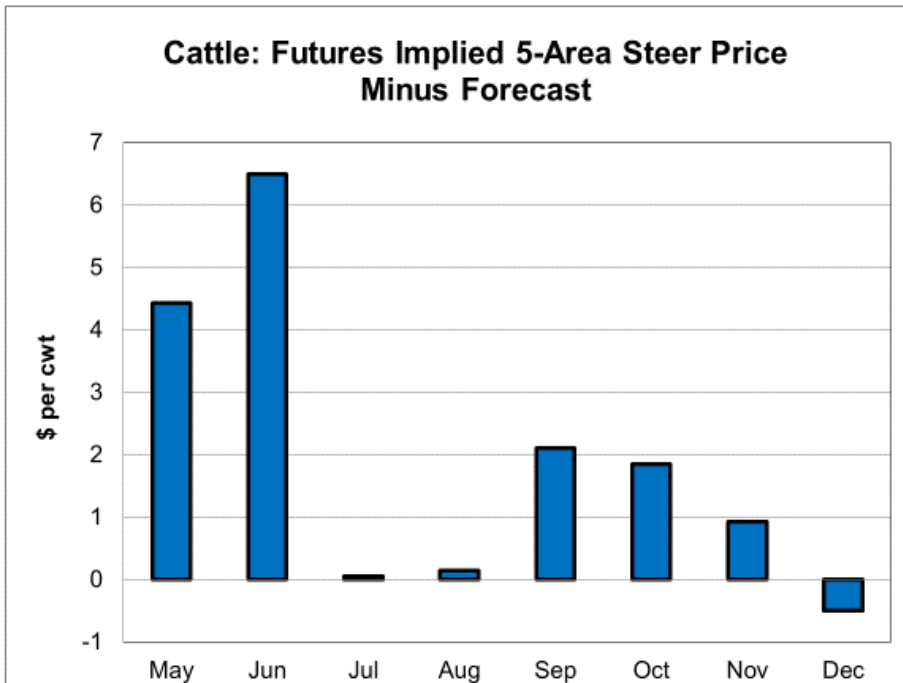 Cattle: Futures Implied 5-Area Steer Price
Minus Forecast
7
6
5
4
3
2
1
0
-1
$ per cwt
May Jun Jul Aug Sep Oct Nov Dec